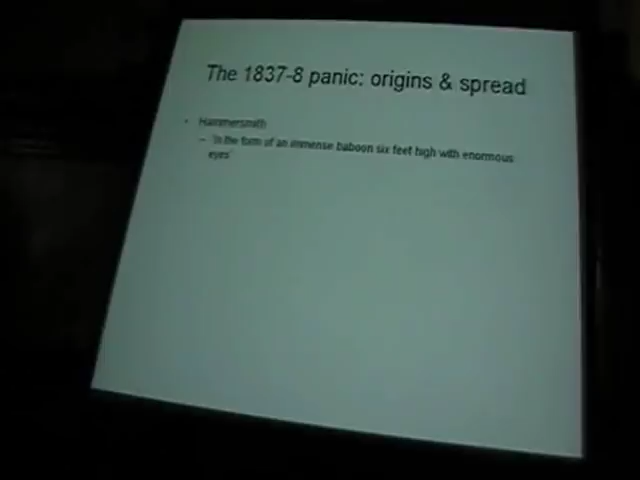 The 1837-8 panic: origins & spread
• Hammersmith
– 'In the form of an immense baboon six feet high with enormous
eyes'